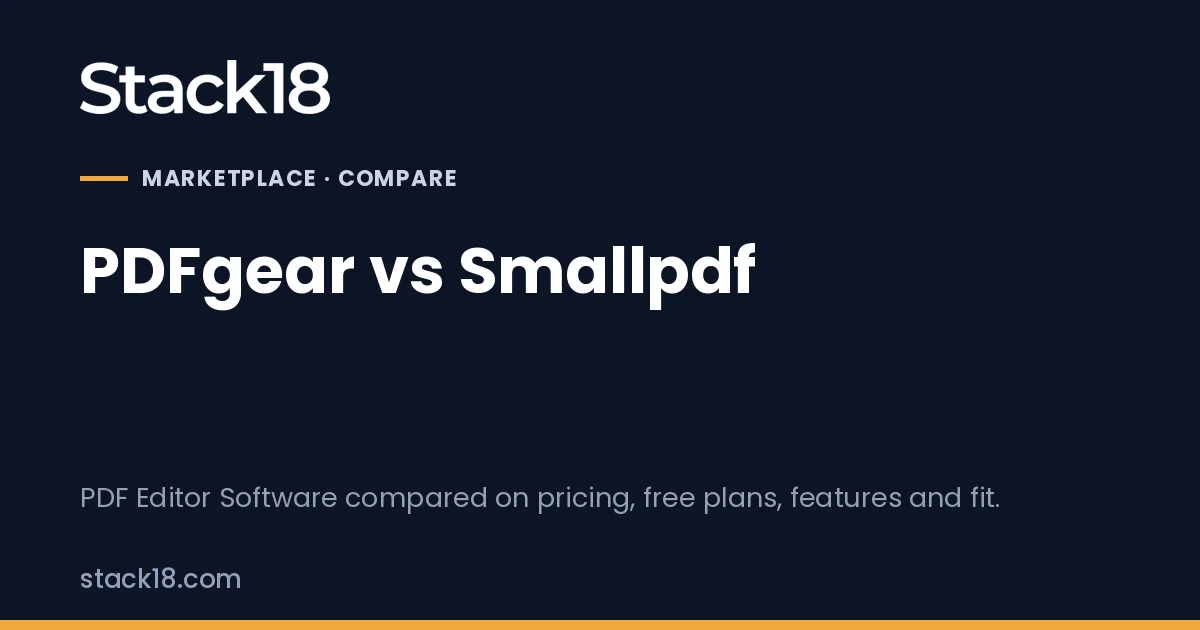 Stack18
MARKETPLACE · COMPARE
PDFgear vs Smallpdf
PDF Editor Software compared on pricing, free plans, features and fit.
stack18.com